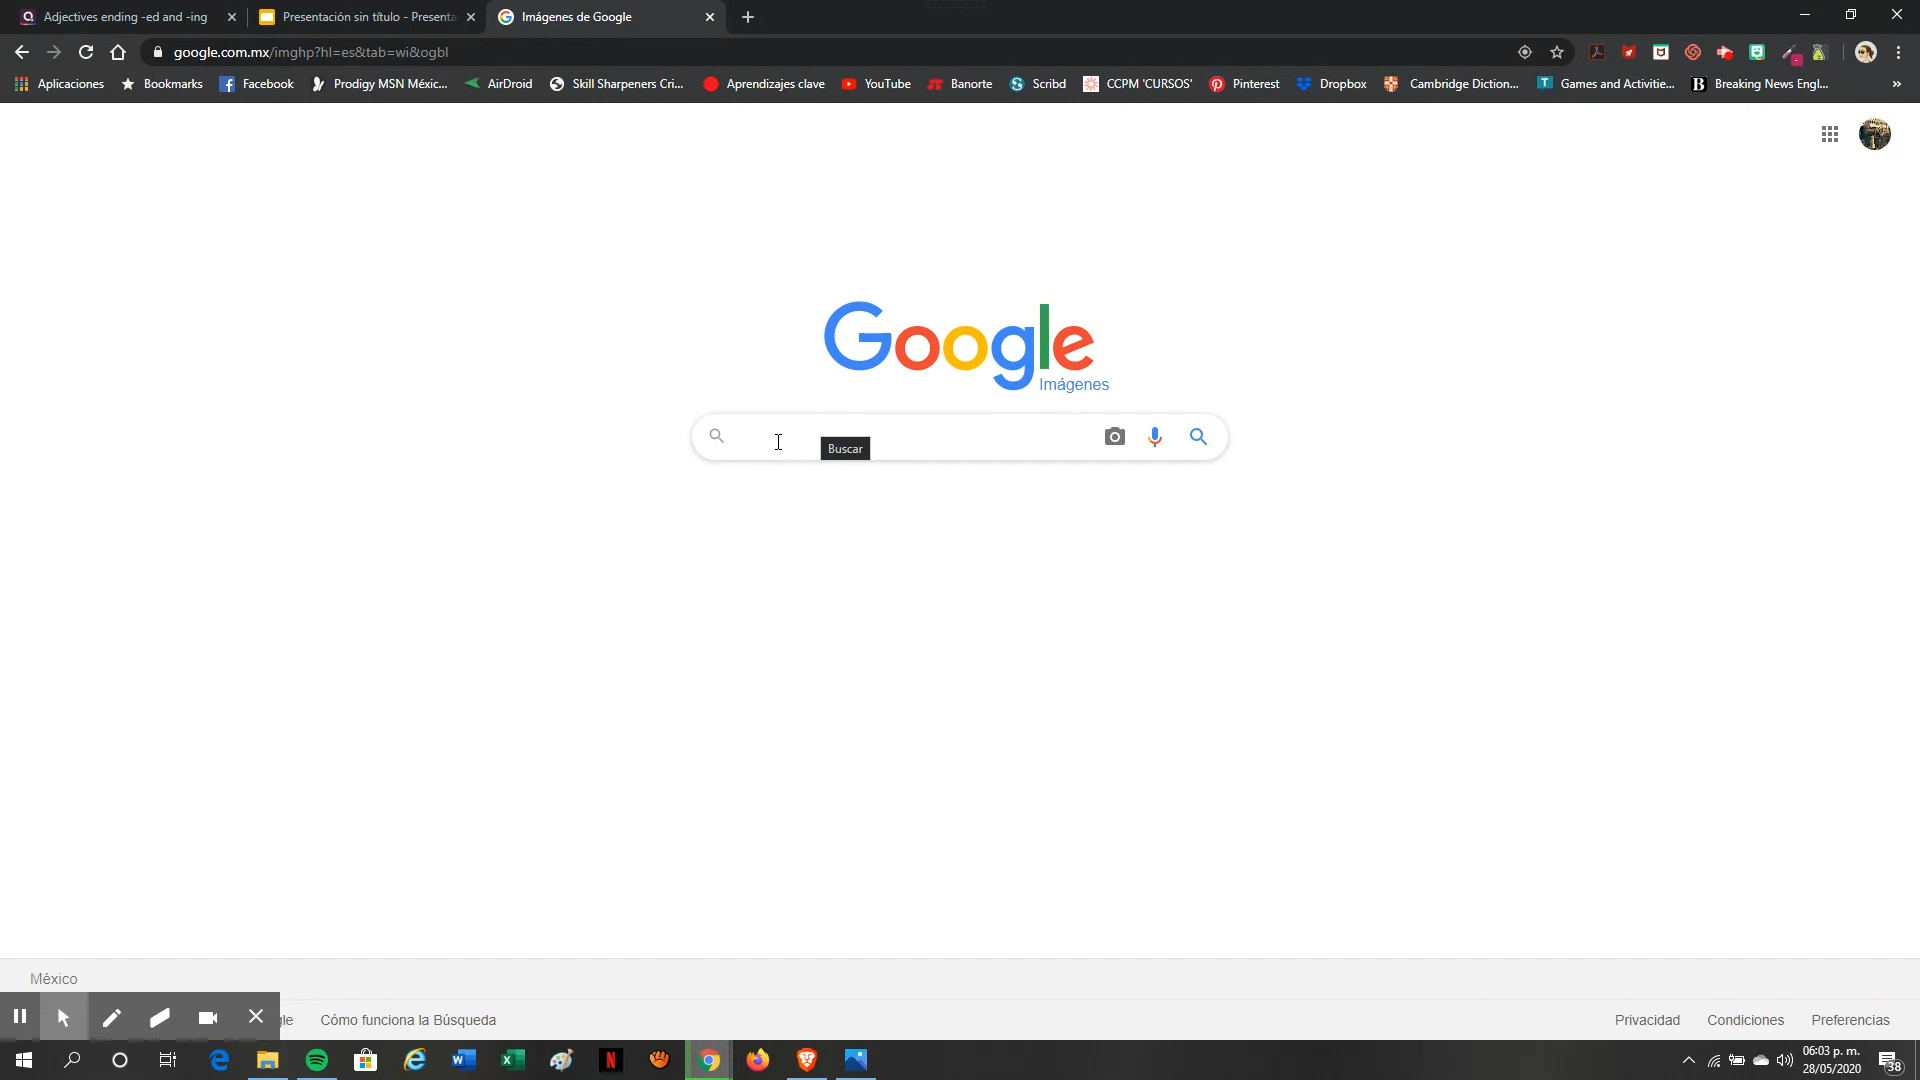 Adjectives ending -ed and -ing
Presentación sin título - Presenta
Imágenes de Google
google.com.mx/imghp?hl=es&tab=wi&ogbl
Aplicaciones
Bookmarks
Facebook
Prodigy MSN Méxic...
AirDroid
Skill Sharpeners Cri...
Aprendizajes clave
YouTube
Banorte
Scribd
CCPM 'CURSOS'
Pinterest
Dropbox
Cambridge Diction...
Games and Activitie...
Breaking News Engl...
Google
Imágenes
Buscar
México
gle
Cómo funciona la Búsqueda
Privacidad
Condiciones
Preferencias
06:03 p. m.
28/05/2020
38